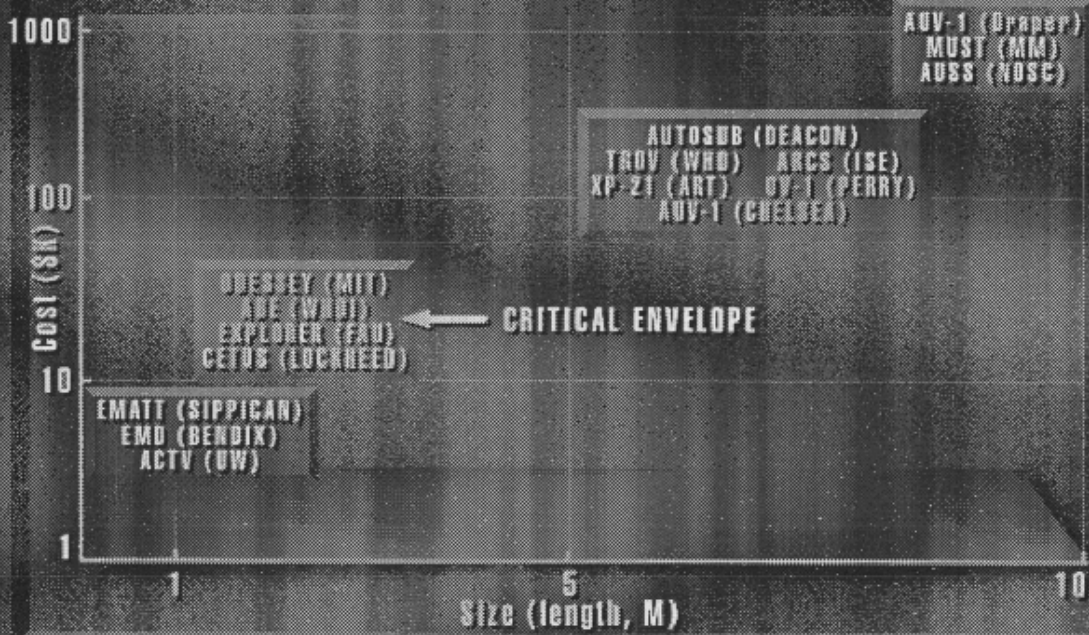 1000
100
10
1
Cost ($K)
AUV-1 (Draper)
MUST (MM)
AUSS (NOSC)
AUTOSUB (DEACON)
TROV (WHO) ARCS (ISE)
XP-21 (ART) UV-1 (PERRY)
AUV-1 (CHELSEA)
ODESSEY (MIT)
ABE (WHOI)
EXPLORER (FAU)
CETUS (LOCKHEED)
CRITICAL ENVELOPE
EMATT (SIPPICAN)
EMD (BENDIX)
ACTV (UW)
1 5 10
Size (length, M)